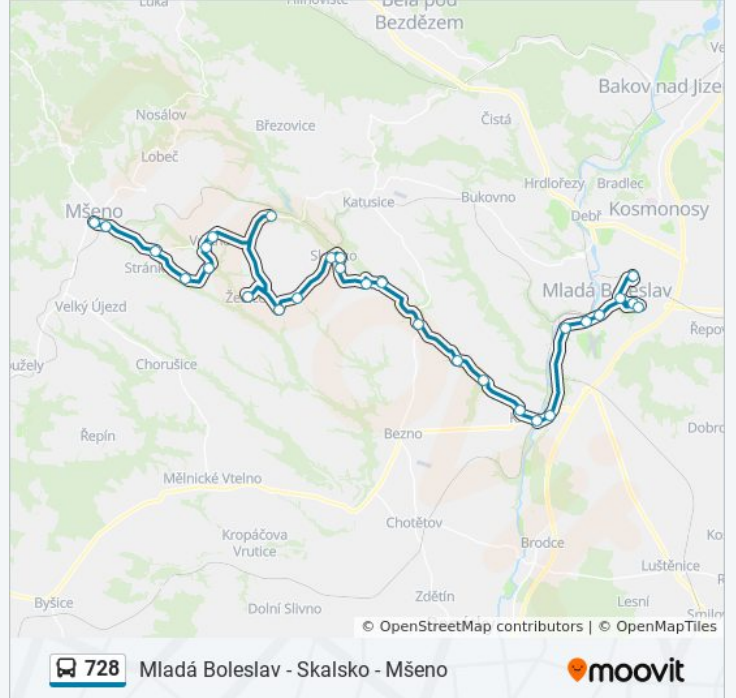 Luka
Bělá pod
Bezdězem
Bakov nad Jize
Nosálov
Březovice
Čistá
Lobeč
Hrdlořezy
Bradlec
Katusice
Bukovno
Mšeno
Debř
Kosmonosy
Mladá Boleslav
Velký Újezd
Řepov
Chorušice
Řepín
Bezno
Dobro
Mělnické Vtelno
Chotětov
Kropáčova
Vrutice
Brodce
Luštěnice
Byšice
Dolní Slivno
Zdětín
Lesní
© OpenStreetMap contributors | © OpenMapTiles
728 Mladá Boleslav - Skalsko - Mšeno
moovit